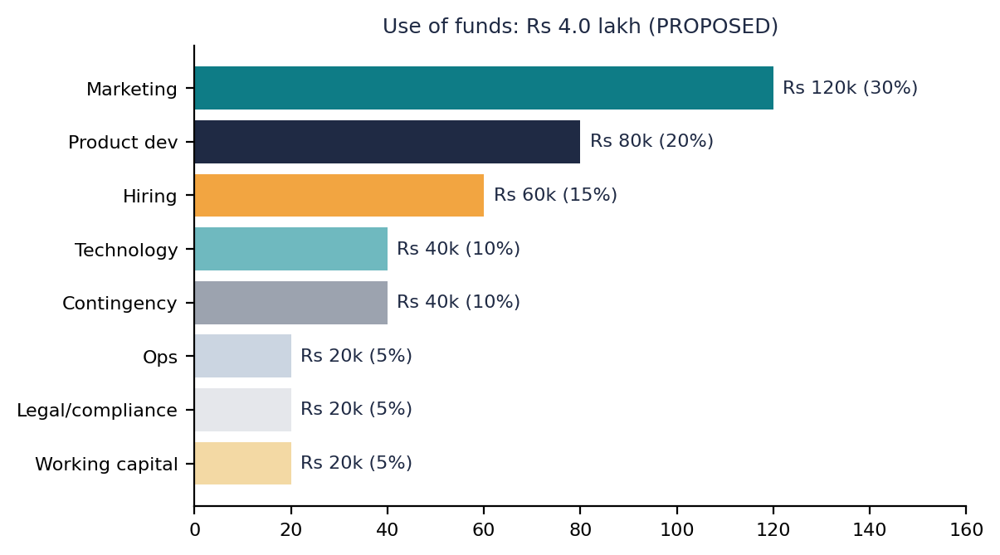 Use of funds: Rs 4.0 lakh (PROPOSED)
Marketing Rs 120k (30%)
Product dev Rs 80k (20%)
Hiring Rs 60k (15%)
Technology Rs 40k (10%)
Contingency Rs 40k (10%)
Ops Rs 20k (5%)
Legal/compliance Rs 20k (5%)
Working capital Rs 20k (5%)
0 20 40 60 80 100 120 140 160